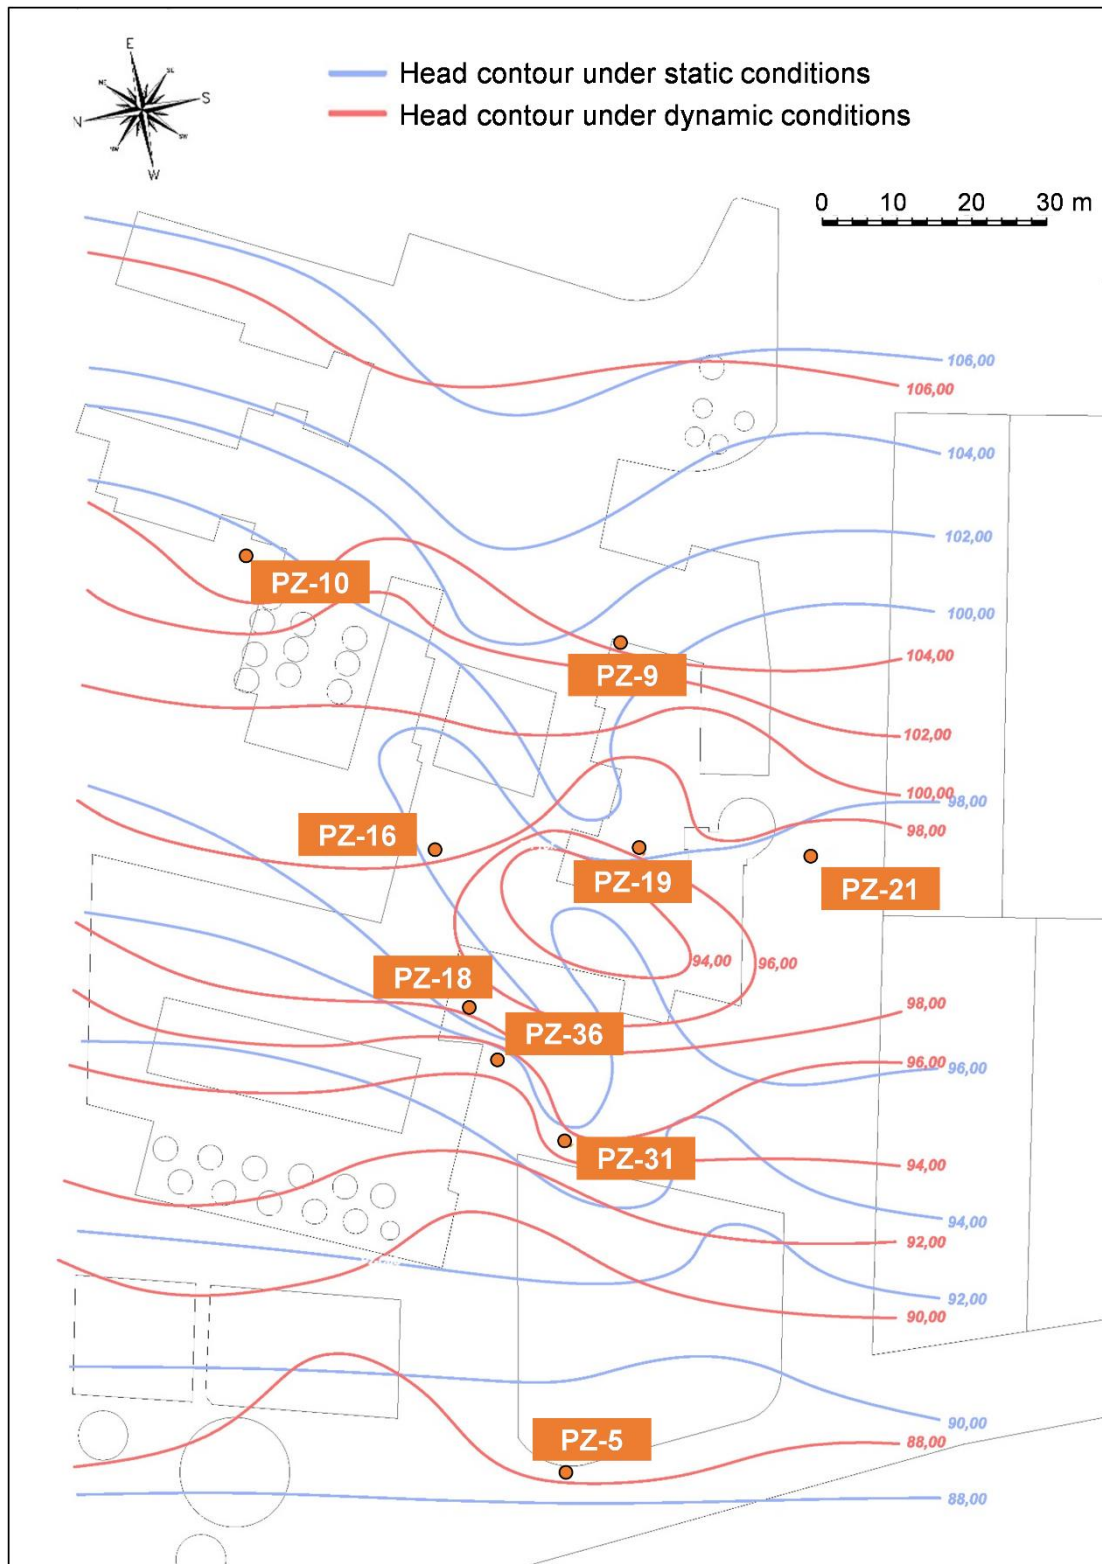 E
NE
SE
Head contour under static conditions
N
S
Head contour under dynamic conditions
NW
SW
W
0 10 20 30 m
106,00
106,00
104,00
102,00
PZ-10
100,00
104,00
PZ-9
102,00
100,00
98,00
98,00
PZ-16
PZ-19
PZ-21
94,00
96,00
PZ-18
98,00
PZ-36
96,00
96,00
PZ-31
94,00
94,00
92,00
92,00
90,00
90,00
PZ-5
88,00
88,00